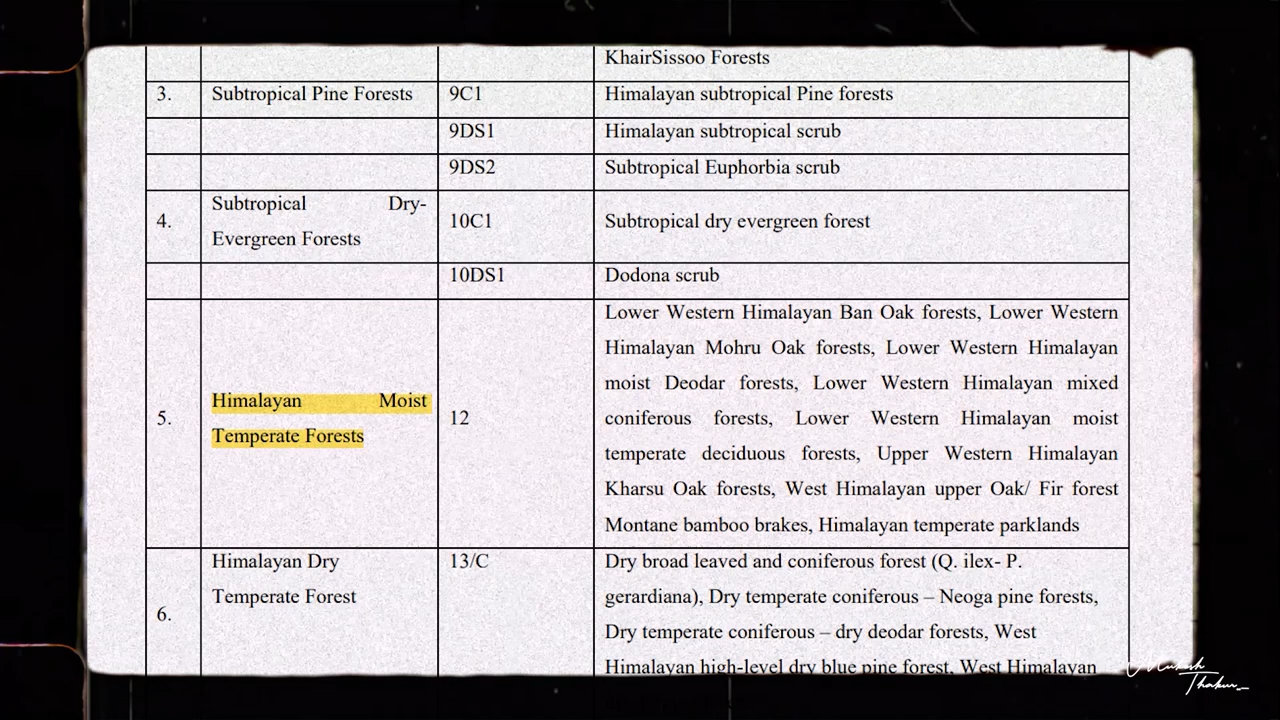 KhairSissoo Forests
3. Subtropical Pine Forests 9C1 Himalayan subtropical Pine forests
9DS1 Himalayan subtropical scrub
9DS2 Subtropical Euphorbia scrub
Subtropical Dry-
4. 10C1 Subtropical dry evergreen forest
Evergreen Forests
10DS1 Dodona scrub
Lower Western Himalayan Ban Oak forests, Lower Western
Himalayan Mohru Oak forests, Lower Western Himalayan
moist Deodar forests, Lower Western Himalayan mixed
Himalayan Moist
5. 12 coniferous forests, Lower Western Himalayan moist
Temperate Forests
temperate deciduous forests, Upper Western Himalayan
Kharsu Oak forests, West Himalayan upper Oak/ Fir forest
Montane bamboo brakes, Himalayan temperate parklands
Himalayan Dry 13/C Dry broad leaved and coniferous forest (Q. ilex- P.
Temperate Forest gerardiana), Dry temperate coniferous – Neoga pine forests,
6. Dry temperate coniferous – dry deodar forests, West
Himalayan high-level dry blue pine forest, West Himalayan
Mukesh
Thakur